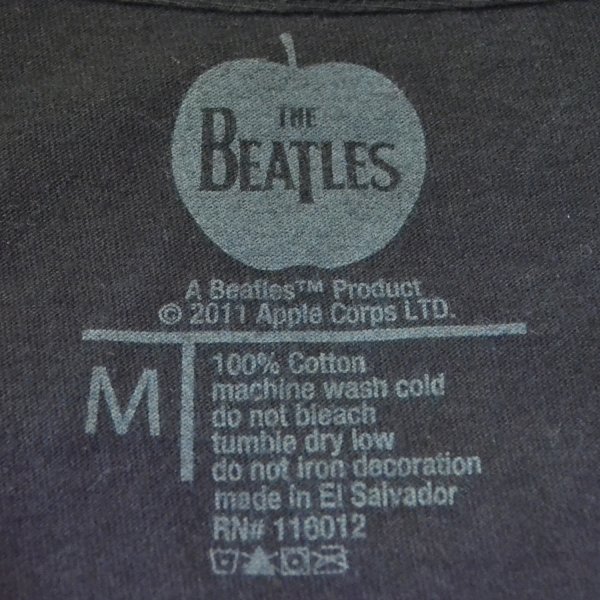 THE
BEATLES
A Beatles™ Product
© 2011 Apple Corps LTD.
M
100% Cotton
machine wash cold
do not bleach
tumble dry low
do not iron decoration
made in El Salvador
RN# 116012